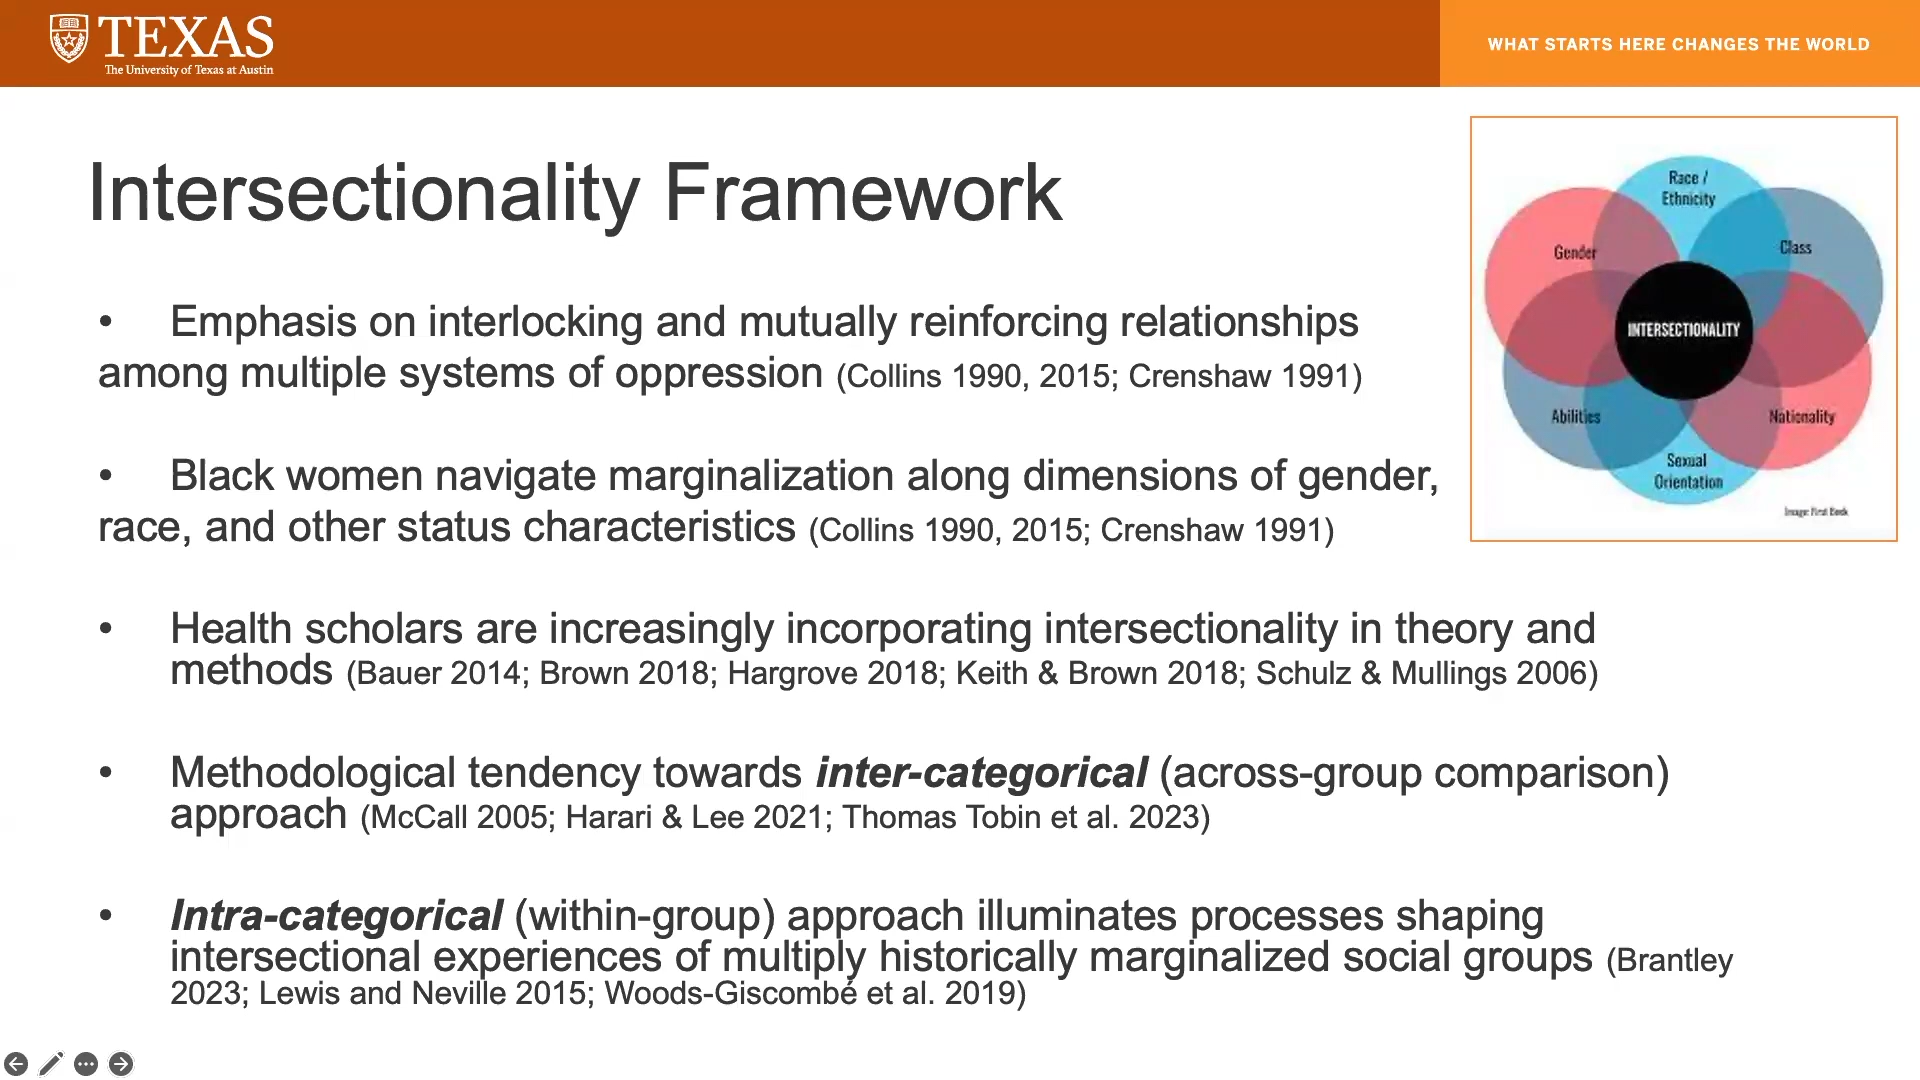 TEXAS
The University of Texas at Austin
WHAT STARTS HERE CHANGES THE WORLD
Intersectionality Framework
• Emphasis on interlocking and mutually reinforcing relationships
among multiple systems of oppression (Collins 1990, 2015; Crenshaw 1991)
• Black women navigate marginalization along dimensions of gender,
race, and other status characteristics (Collins 1990, 2015; Crenshaw 1991)
• Health scholars are increasingly incorporating intersectionality in theory and
methods (Bauer 2014; Brown 2018; Hargrove 2018; Keith & Brown 2018; Schulz & Mullings 2006)
• Methodological tendency towards inter-categorical (across-group comparison)
approach (McCall 2005; Harari & Lee 2021; Thomas Tobin et al. 2023)
• Intra-categorical (within-group) approach illuminates processes shaping
intersectional experiences of multiply historically marginalized social groups (Brantley
2023; Lewis and Neville 2015; Woods-Giscombé et al. 2019)
Race /
Ethnicity
Gender
Class
INTERSECTIONALITY
Abilities
Nationality
Sexual
Orientation
Image: First Book